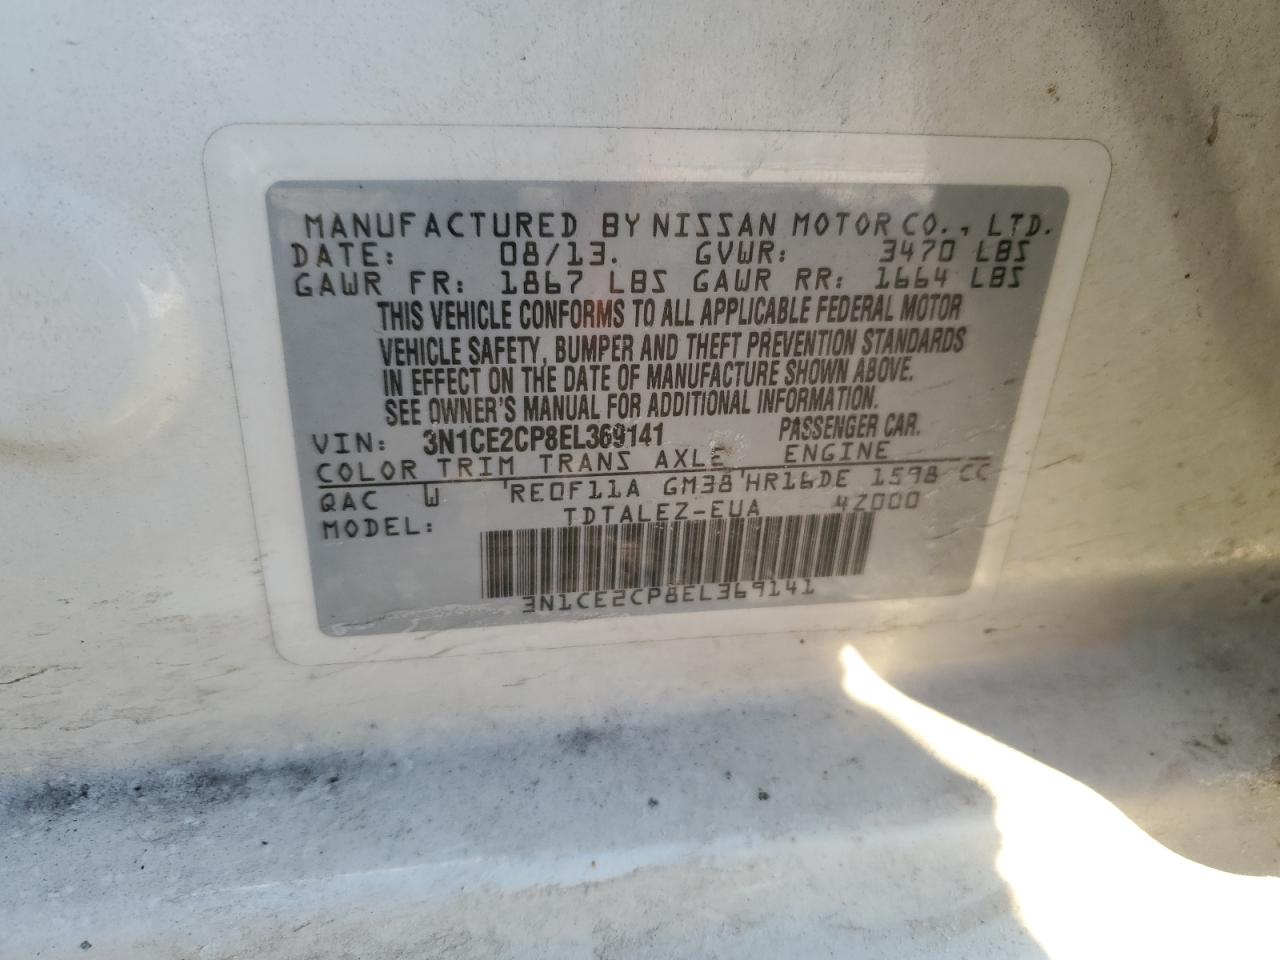 MANUFACTURED BY NISSAN MOTOR CO., LTD.
DATE: 08/13. GVWR: 3470 LBS
GAWR FR: 1867 LBS GAWR RR: 1664 LBS
THIS VEHICLE CONFORMS TO ALL APPLICABLE FEDERAL MOTOR
VEHICLE SAFETY, BUMPER AND THEFT PREVENTION STANDARDS
IN EFFECT ON THE DATE OF MANUFACTURE SHOWN ABOVE.
SEE OWNER'S MANUAL FOR ADDITIONAL INFORMATION.
VIN: 3N1CE2CP8EL369141 PASSENGER CAR.
COLOR TRIM TRANS AXLE ENGINE
QAC W RE0F11A GM38 HR16DE 1598 CC
MODEL: TDTALEZ-EUA 4Z000
3N1CE2CP8EL369141